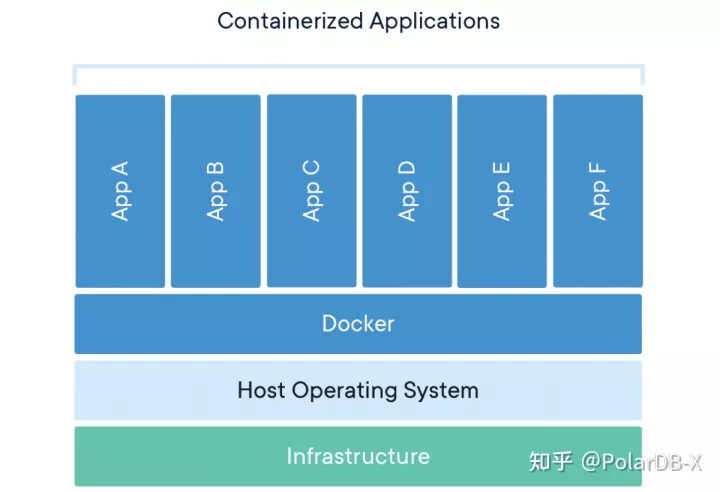 Containerized Applications
App A
App B
App C
App D
App E
App F
Docker
Host Operating System
Infrastructure
知乎 @PolarDB-X